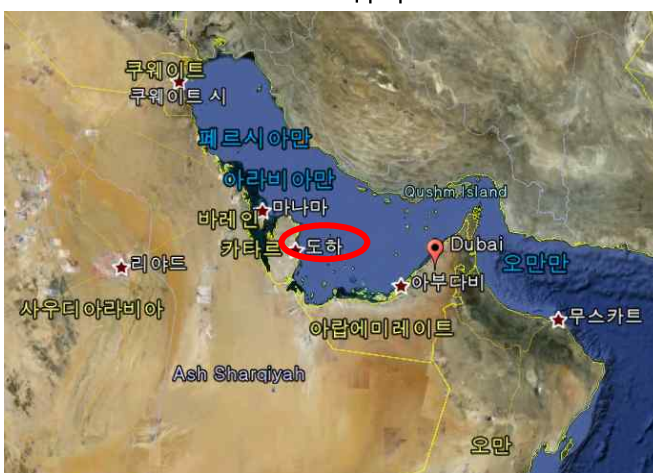 쿠웨이트
쿠웨이트 시
페르시아만
아라비아만
Qushm Island
마나마
바레인
카타르
도하
Dubai
리야드
오만만
아부다비
사우디아라비아
무스카트
아랍에미레이트
Ash Sharqiyah
오만